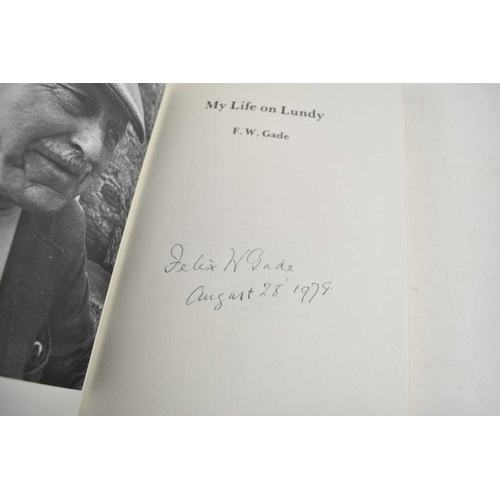 My Life on Lundy
F. W. Gade
Felix W Gade
August 28. 1978.